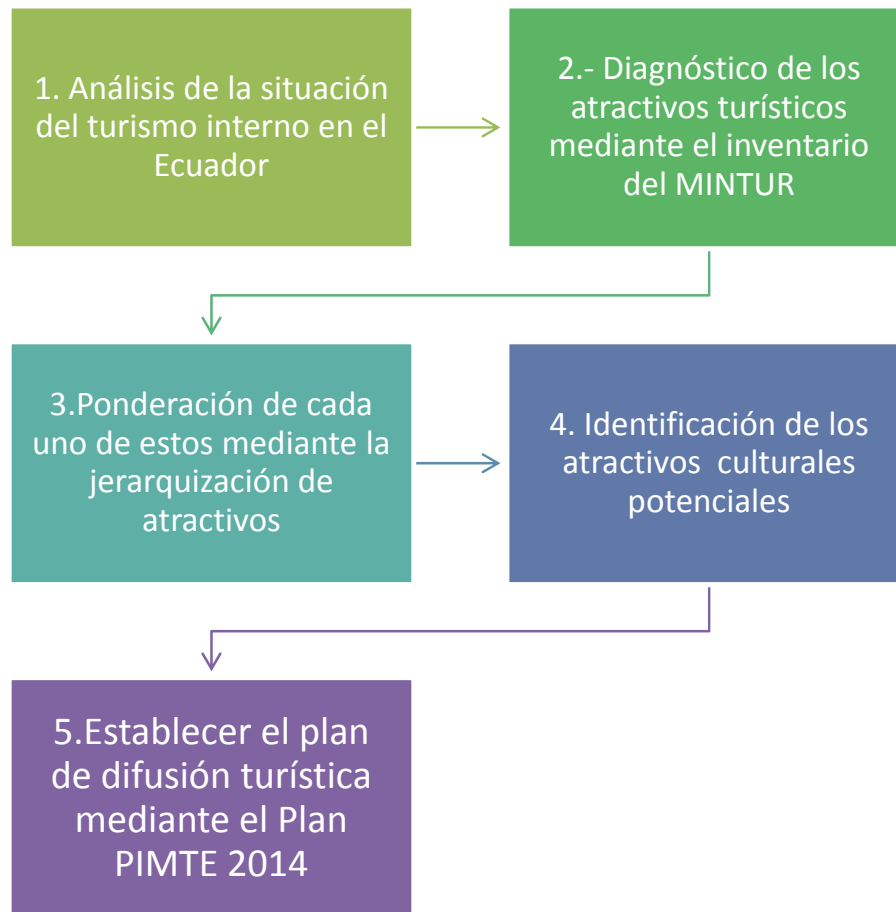 1. Análisis de la situación
del turismo interno en el
Ecuador
2.- Diagnóstico de los
atractivos turísticos
mediante el inventario
del MINTUR
3.Ponderación de cada
uno de estos mediante la
jerarquización de
atractivos
4. Identificación de los
atractivos culturales
potenciales
5.Establecer el plan
de difusión turística
mediante el Plan
PIMTE 2014